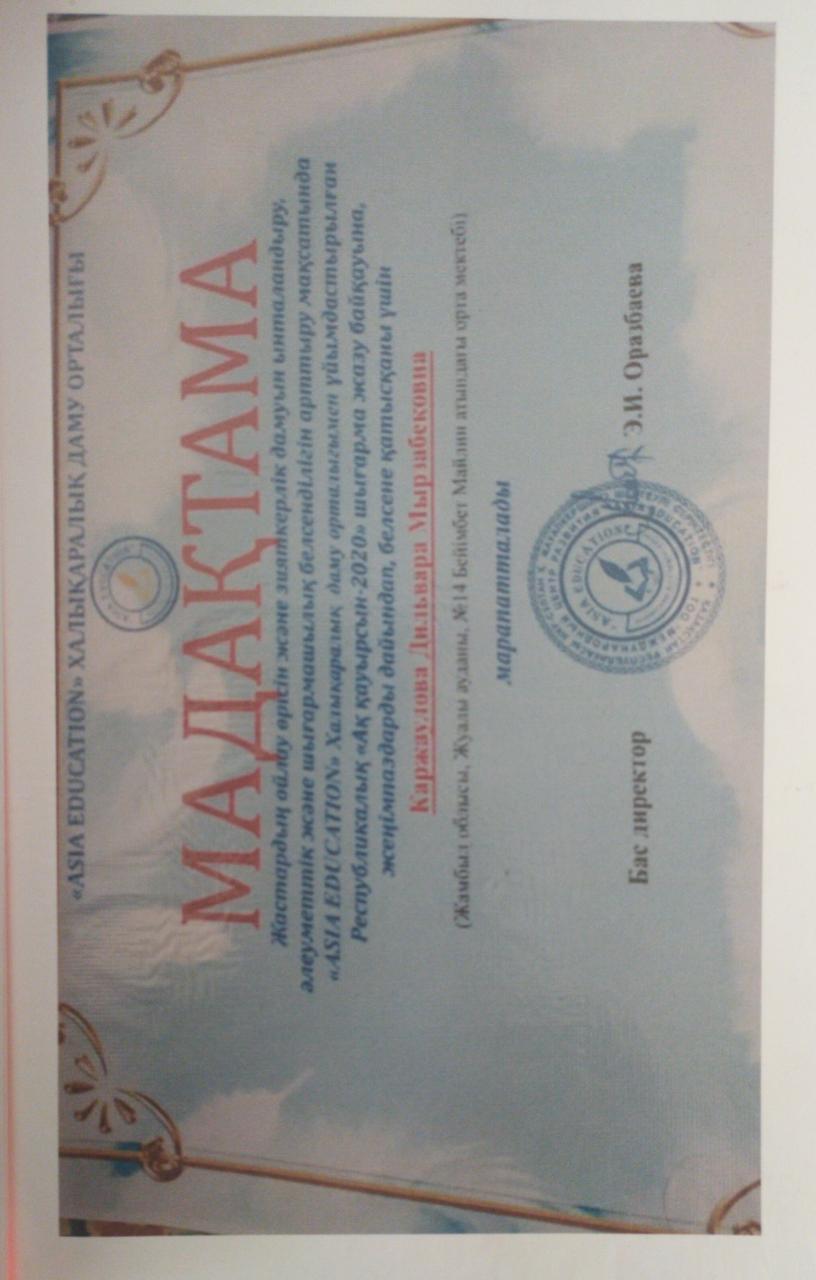 «ASIA EDUCATION» ХАЛЫҚАРАЛЫҚ ДАМУ ОРТАЛЫҒЫ
МАДАҚТАМА
Жастардың ойлау өрісін және зияткерлік дамуын ынталандыру,
әлеуметтік және шығармашылық белсенділігін арттыру мақсатында
«ASIA EDUCATION» Халықаралық даму орталығымен ұйымдастырылған
Республикалық «Ақ қауырсын-2020» шығарма жазу байқауына,
жеңімпаздарды дайындап, белсене қатысқаны үшін
Каржаулова Дильвара Мырзабековна
(Жамбыл облысы, Жуалы ауданы, №14 Бейімбет Майлин атындағы орта мектебі)
марапатталады
Бас директор Э.И. Оразбаева
ASIA EDUCATION